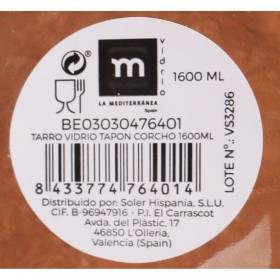 m
vidrio
LA MEDITERRÁNEA
Spain
1600 ML
BE03030476401
TARRO VIDRIO TAPON CORCHO 1600ML
8 433774 764014
LOTE Nº.: VS3286
Distribuido por: Soler Hispania, S.L.U.
CIF. B-96947916 - P.I. El Carrascot
Avda. del Plàstic, 17
46850 L'Olleria,
Valencia (Spain)